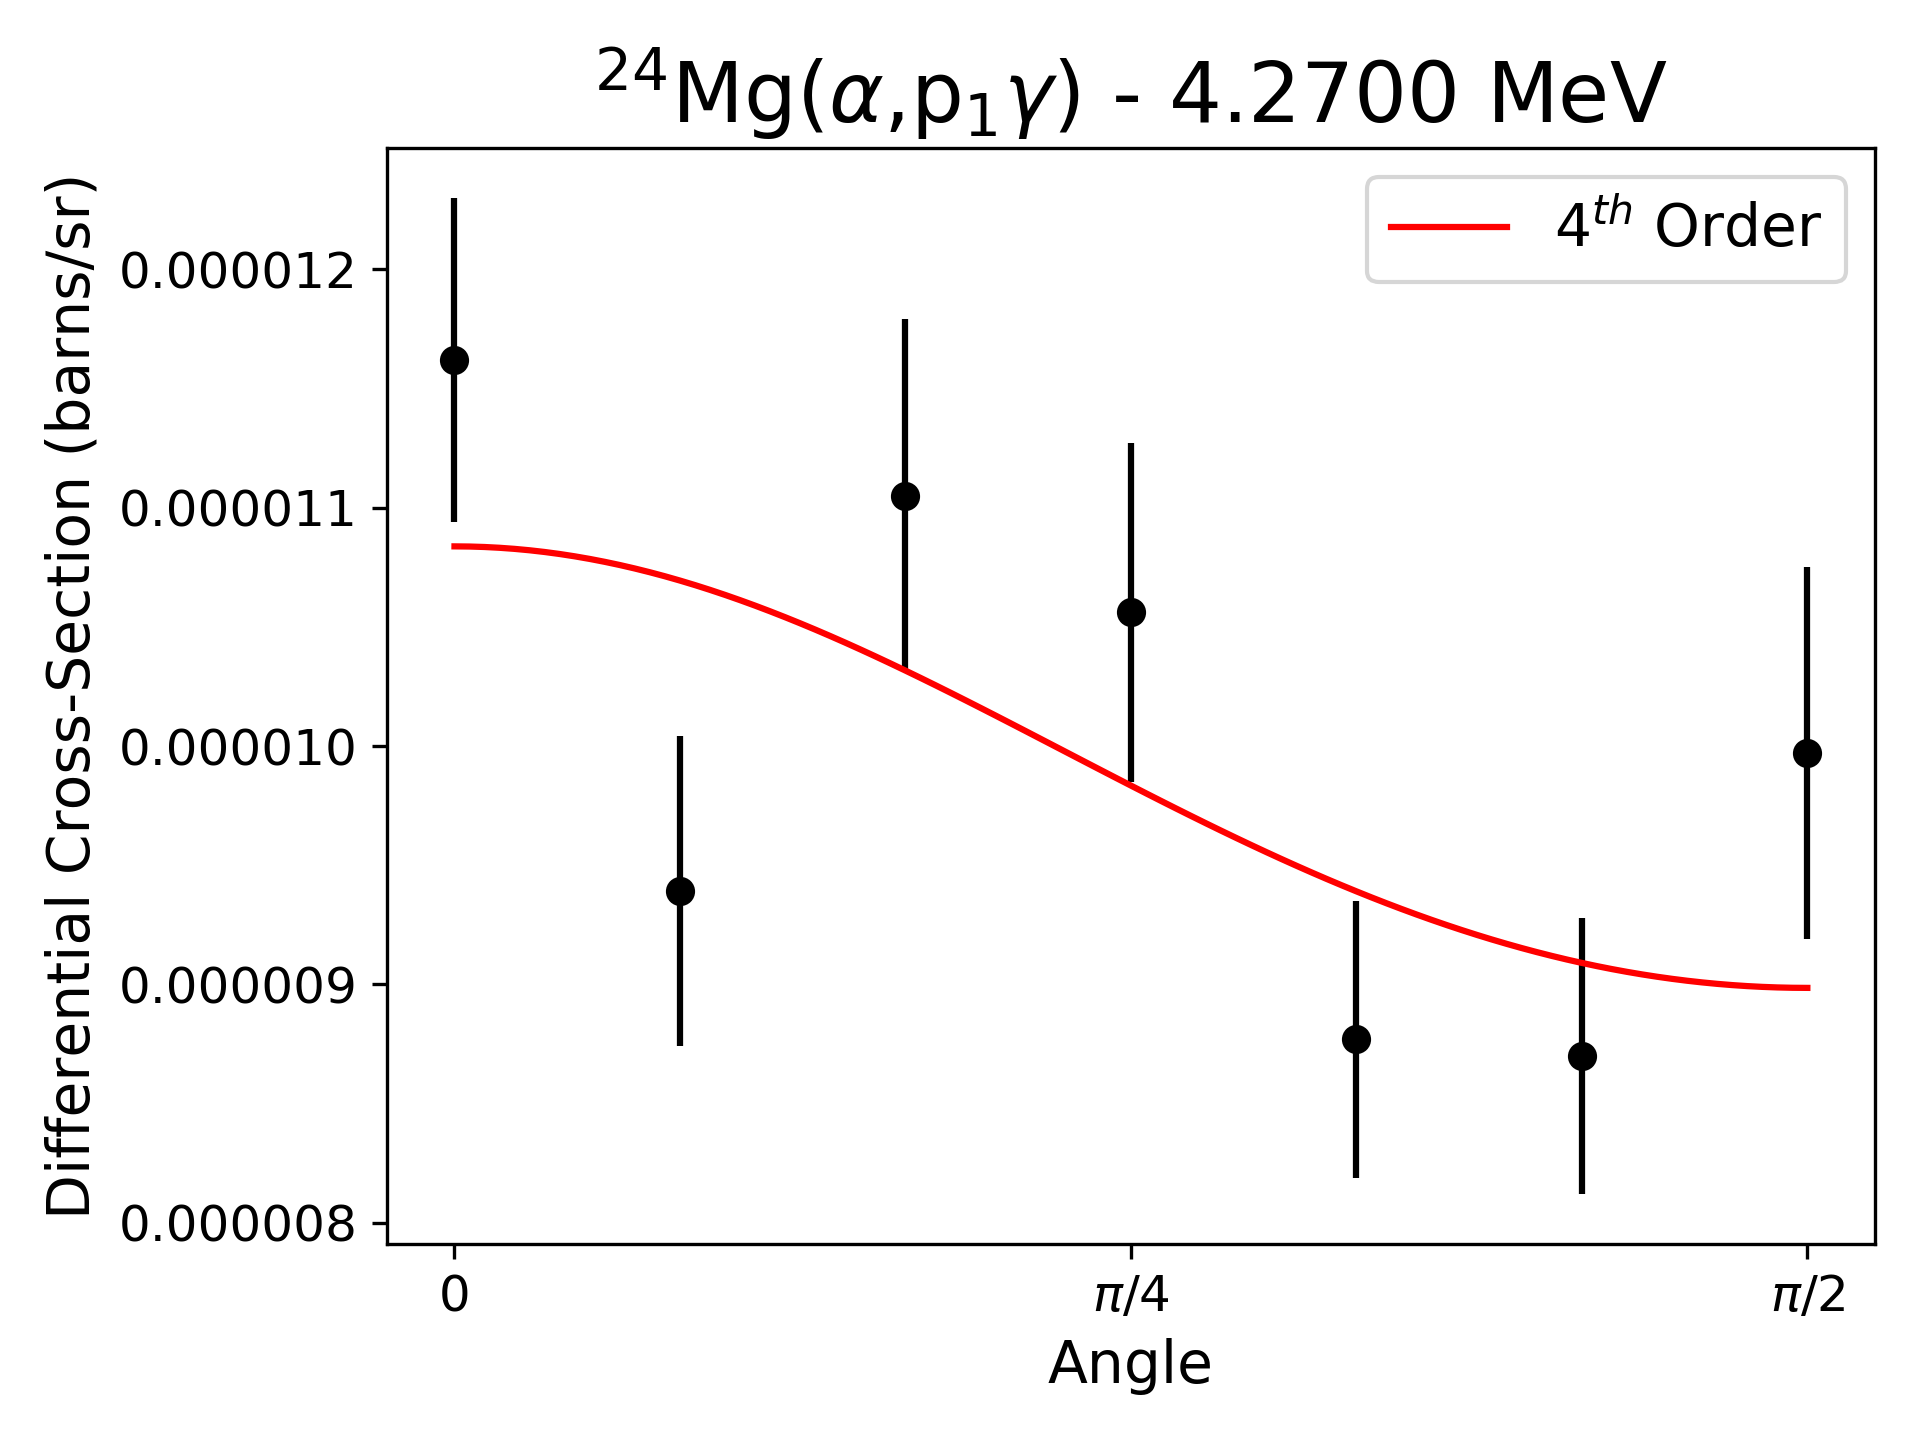 ²⁴Mg(α,p₁γ) - 4.2700 MeV
4ᵗʰ Order
Differential Cross-Section (barns/sr)
0.000012
0.000011
0.000010
0.000009
0.000008
0 π/4 π/2
Angle